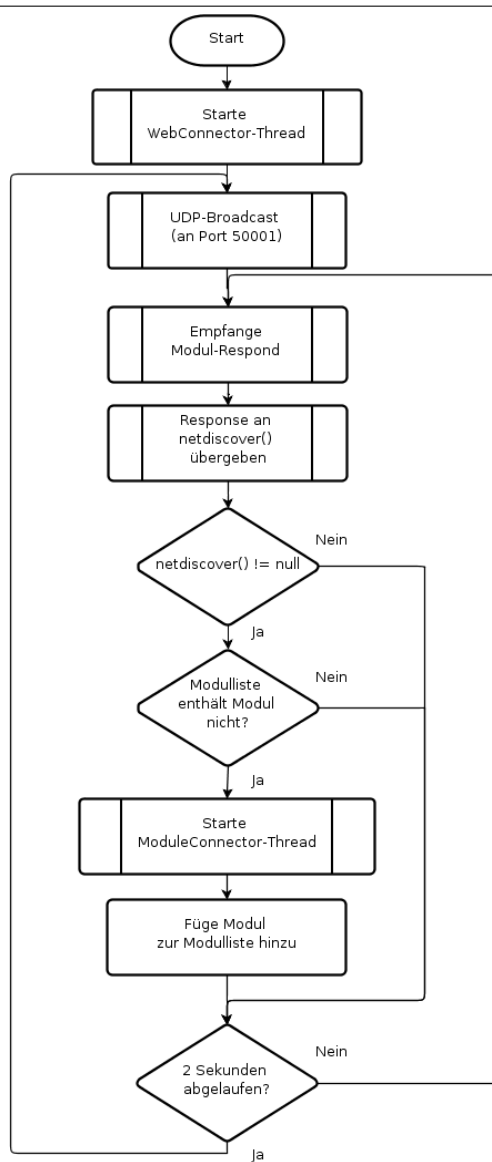 Start
Starte
WebConnector-Thread
UDP-Broadcast
(an Port 50001)
Empfange
Modul-Respond
Response an
netdiscover()
übergeben
netdiscover() != null
Nein
Ja
Modulliste
enthält Modul
nicht?
Nein
Ja
Starte
ModuleConnector-Thread
Füge Modul
zur Modulliste hinzu
2 Sekunden
abgelaufen?
Nein
Ja